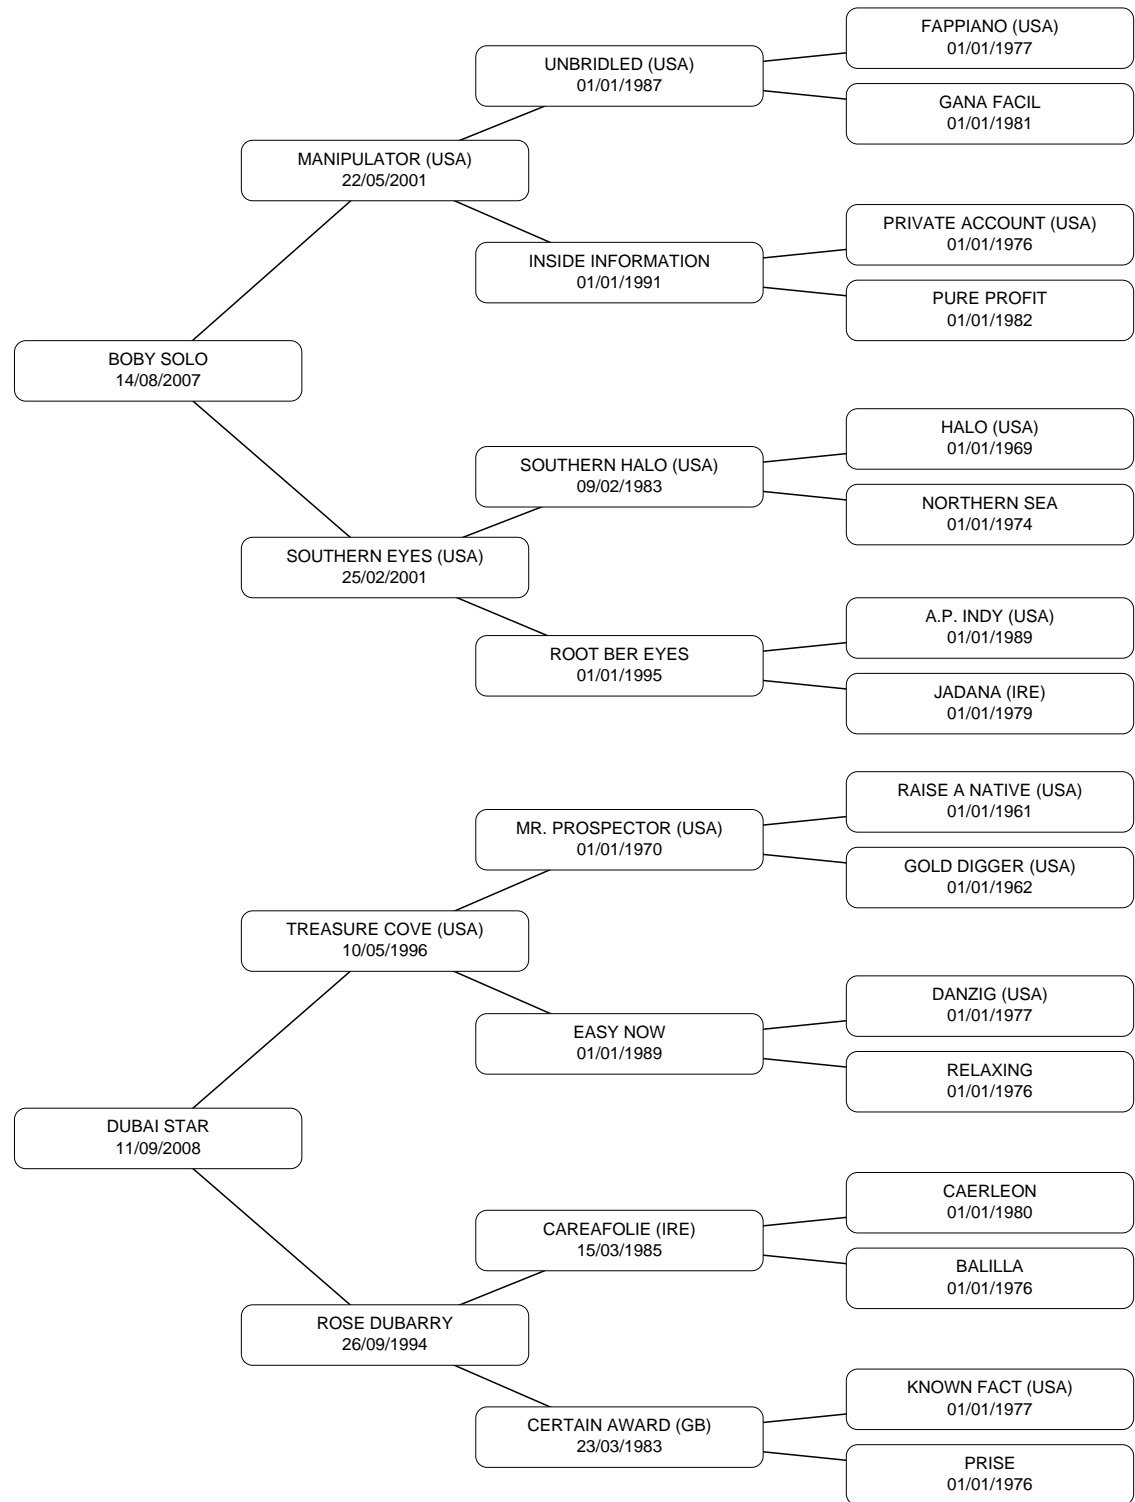 FAPPIANO (USA)
01/01/1977
UNBRIDLED (USA)
01/01/1987
GANA FACIL
01/01/1981
MANIPULATOR (USA)
22/05/2001
PRIVATE ACCOUNT (USA)
01/01/1976
INSIDE INFORMATION
01/01/1991
PURE PROFIT
01/01/1982
BOBY SOLO
14/08/2007
HALO (USA)
01/01/1969
SOUTHERN HALO (USA)
09/02/1983
NORTHERN SEA
01/01/1974
SOUTHERN EYES (USA)
25/02/2001
A.P. INDY (USA)
01/01/1989
ROOT BER EYES
01/01/1995
JADANA (IRE)
01/01/1979
RAISE A NATIVE (USA)
01/01/1961
MR. PROSPECTOR (USA)
01/01/1970
GOLD DIGGER (USA)
01/01/1962
TREASURE COVE (USA)
10/05/1996
DANZIG (USA)
01/01/1977
EASY NOW
01/01/1989
RELAXING
01/01/1976
DUBAI STAR
11/09/2008
CAERLEON
01/01/1980
CAREAFOLIE (IRE)
15/03/1985
BALILLA
01/01/1976
ROSE DUBARRY
26/09/1994
KNOWN FACT (USA)
01/01/1977
CERTAIN AWARD (GB)
23/03/1983
PRISE
01/01/1976